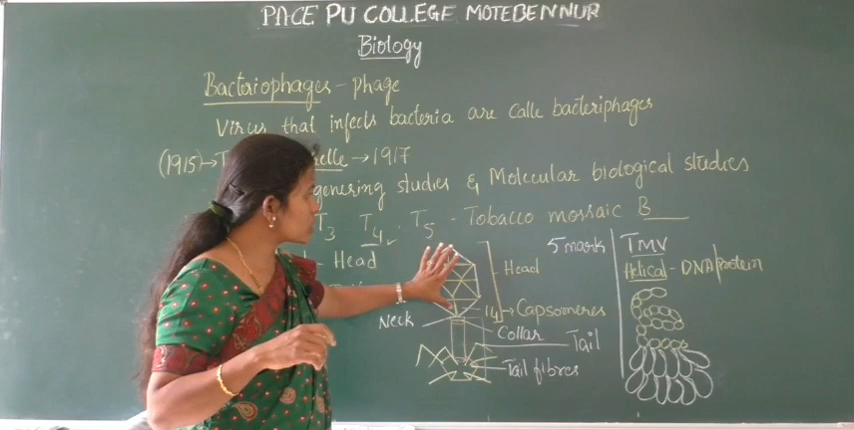 PACE PU COLLEGE MOTEBENNUR
Biology
Bacteriophages - phage
Virus that infects bacteria are calle bacteriphages
(1915)→ elle → 1917
genering studies & Molecular biological studies
T3 T4 T5 - Tobacco mossaic B
Head
5 mark
TMV
Helical - DNA/protein
Head
14→Capsomeres
Neck
Collar
Tail
Tail fibres